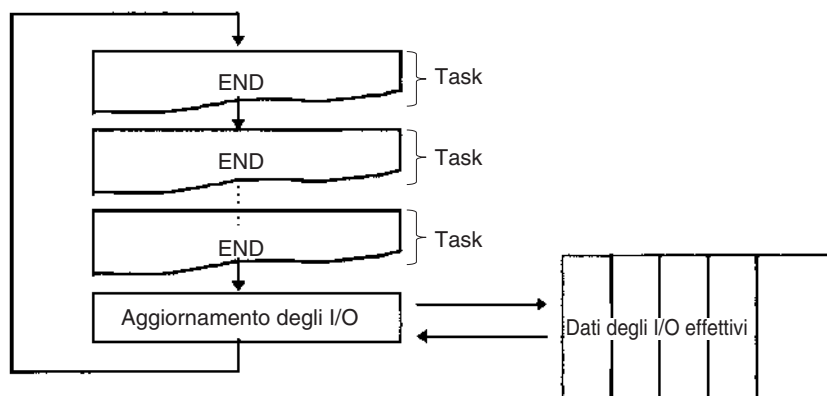 END
Task
END
Task
END
Task
Aggiornamento degli I/O
Dati degli I/O effettivi